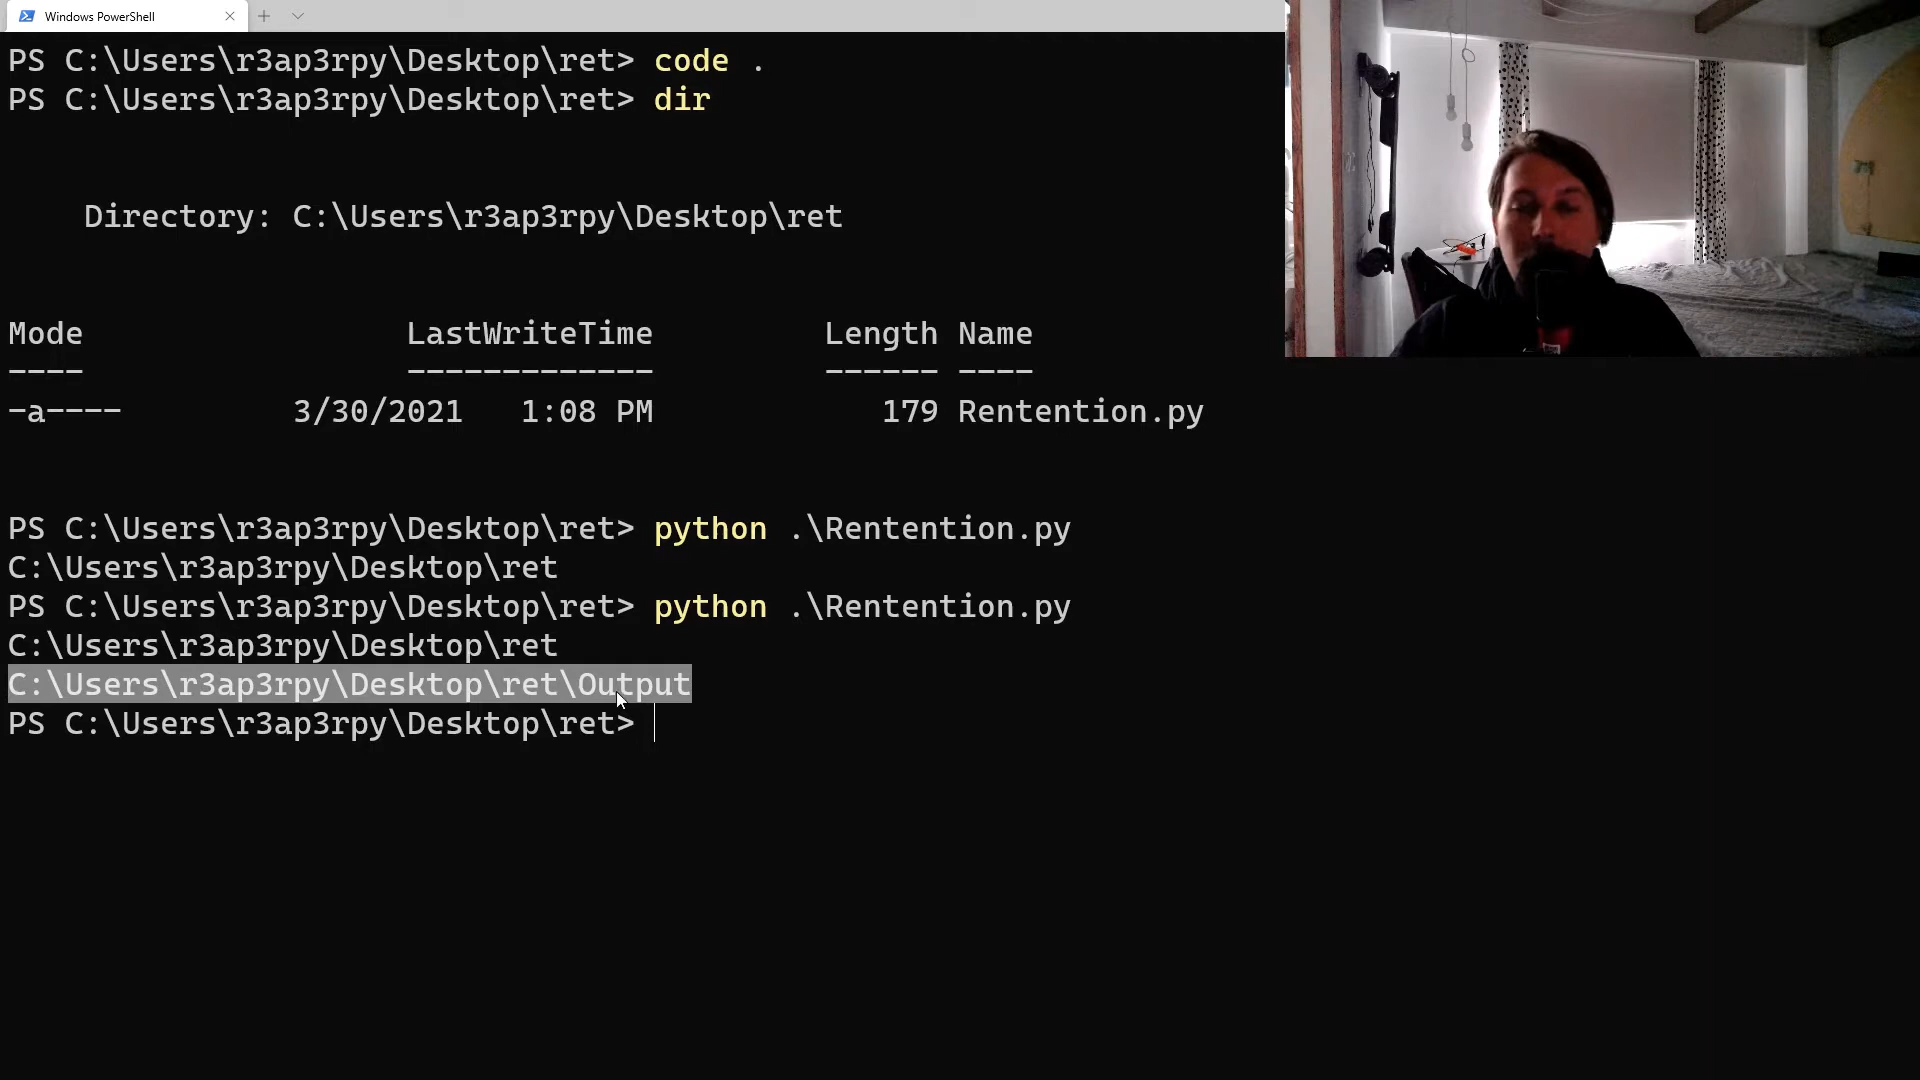 Windows PowerShell
PS C:\Users\r3ap3rpy\Desktop\ret> code .
PS C:\Users\r3ap3rpy\Desktop\ret> dir
Directory: C:\Users\r3ap3rpy\Desktop\ret
Mode LastWriteTime Length Name
---- ------------- ------ ----
-a---- 3/30/2021 1:08 PM 179 Rentention.py
PS C:\Users\r3ap3rpy\Desktop\ret> python .\Rentention.py
C:\Users\r3ap3rpy\Desktop\ret
PS C:\Users\r3ap3rpy\Desktop\ret> python .\Rentention.py
C:\Users\r3ap3rpy\Desktop\ret
C:\Users\r3ap3rpy\Desktop\ret\Output
PS C:\Users\r3ap3rpy\Desktop\ret>